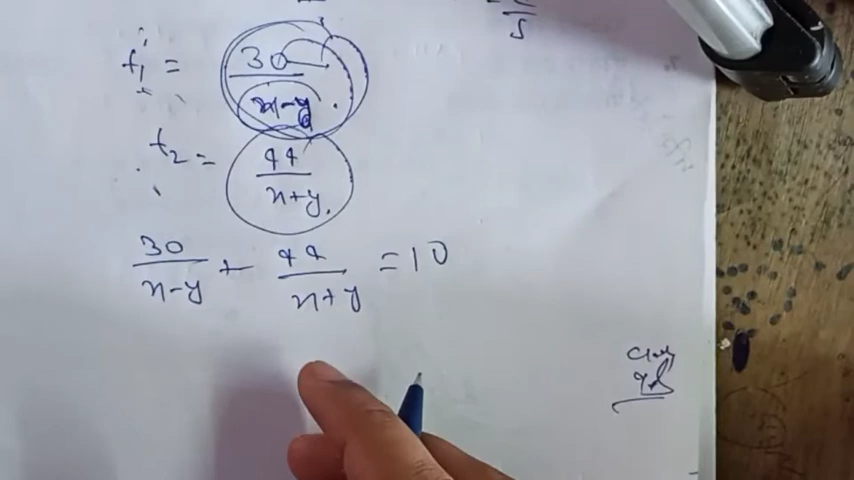 t₁ = 30/x-y
t₂ = 44/x+y
30/x-y + 44/x+y = 10